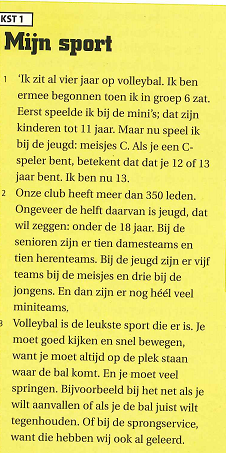 KST 1
Mijn sport
1 'Ik zit al vier jaar op volleybal. Ik ben
ermee begonnen toen ik in groep 6 zat.
Eerst speelde ik bij de mini's; dat zijn
kinderen tot 11 jaar. Maar nu speel ik
bij de jeugd: meisjes C. Als je een C-
speler bent, betekent dat dat je 12 of 13
jaar bent. Ik ben nu 13.
2 Onze club heeft meer dan 350 leden.
Ongeveer de helft daarvan is jeugd, dat
wil zeggen: onder de 18 jaar. Bij de
senioren zijn er tien damesteams en
tien herenteams. Bij de jeugd zijn er vijf
teams bij de meisjes en drie bij de
jongens. En dan zijn er nog héél veel
miniteams.
3 Volleybal is de leukste sport die er is. Je
moet goed kijken en snel bewegen,
want je moet altijd op de plek staan
waar de bal komt. En je moet veel
springen. Bijvoorbeeld bij het net als je
wilt aanvallen of als je de bal juist wilt
tegenhouden. Of bij de sprongservice,
want die hebben wij ook al geleerd.